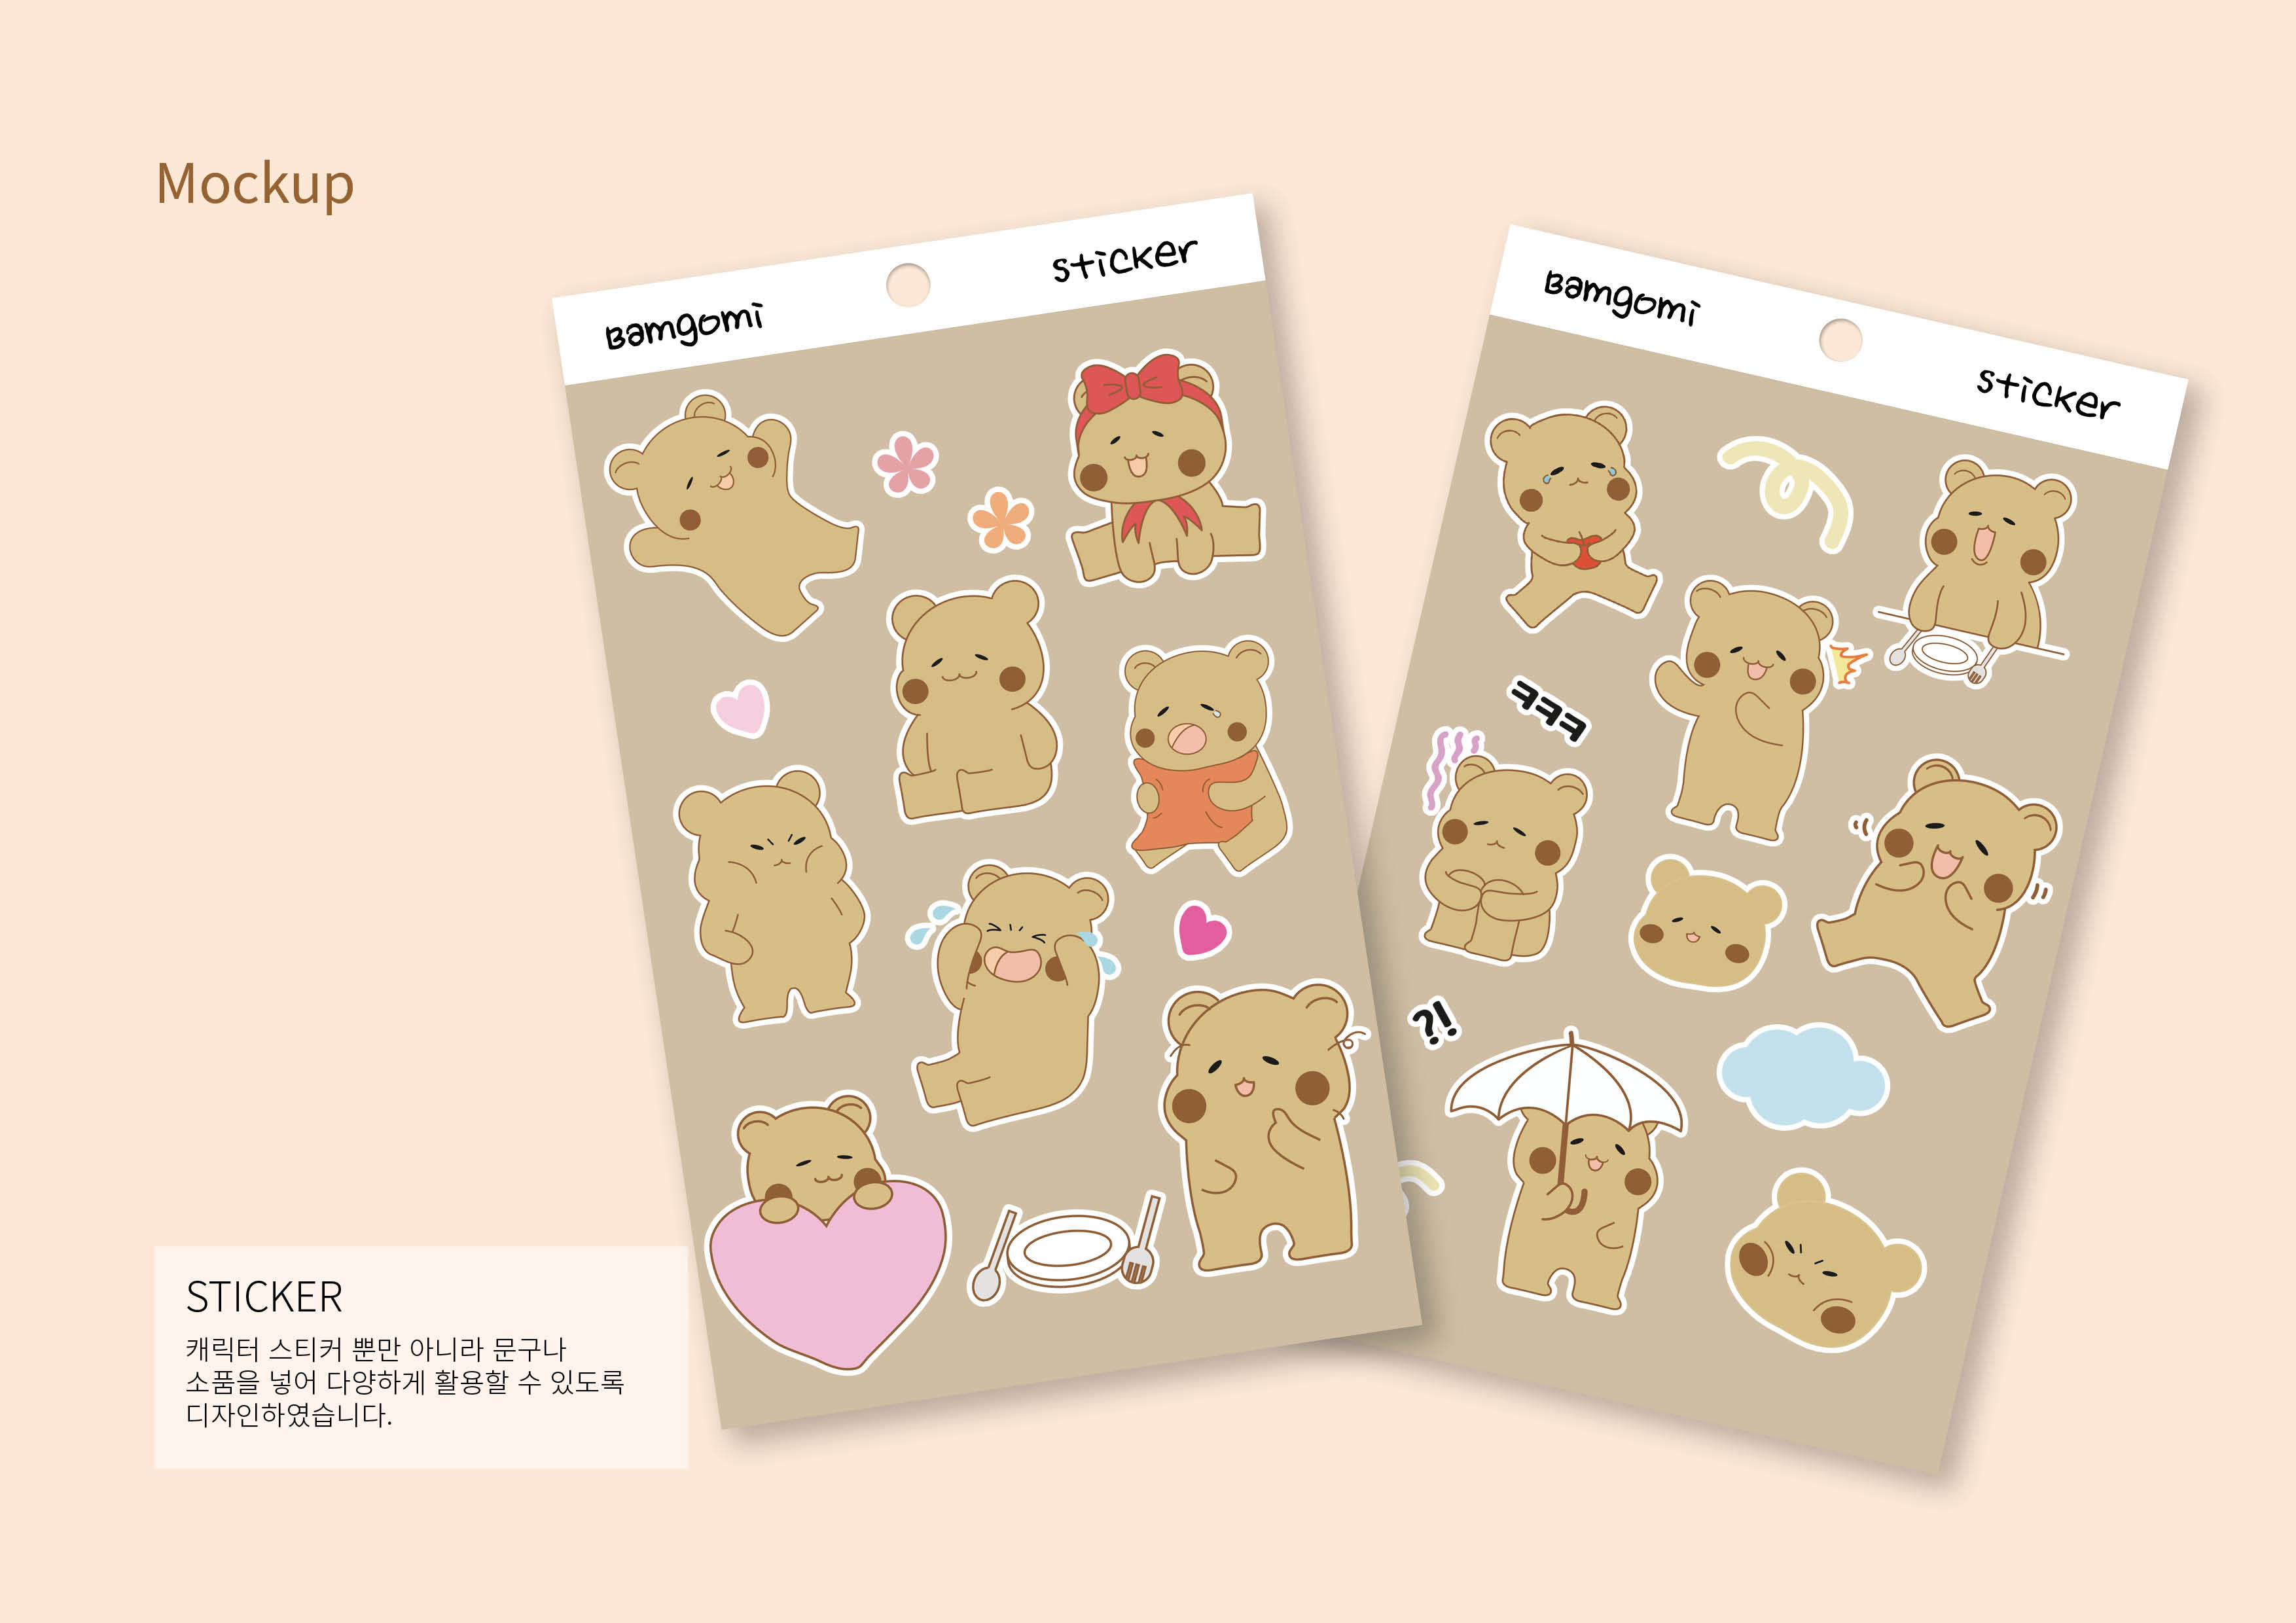 Mockup
Bamgomi
sticker
Bamgomi
sticker
ㅋㅋㅋ
?!
STICKER
캐릭터 스티커 뿐만 아니라 문구나
소품을 넣어 다양하게 활용할 수 있도록
디자인하였습니다.